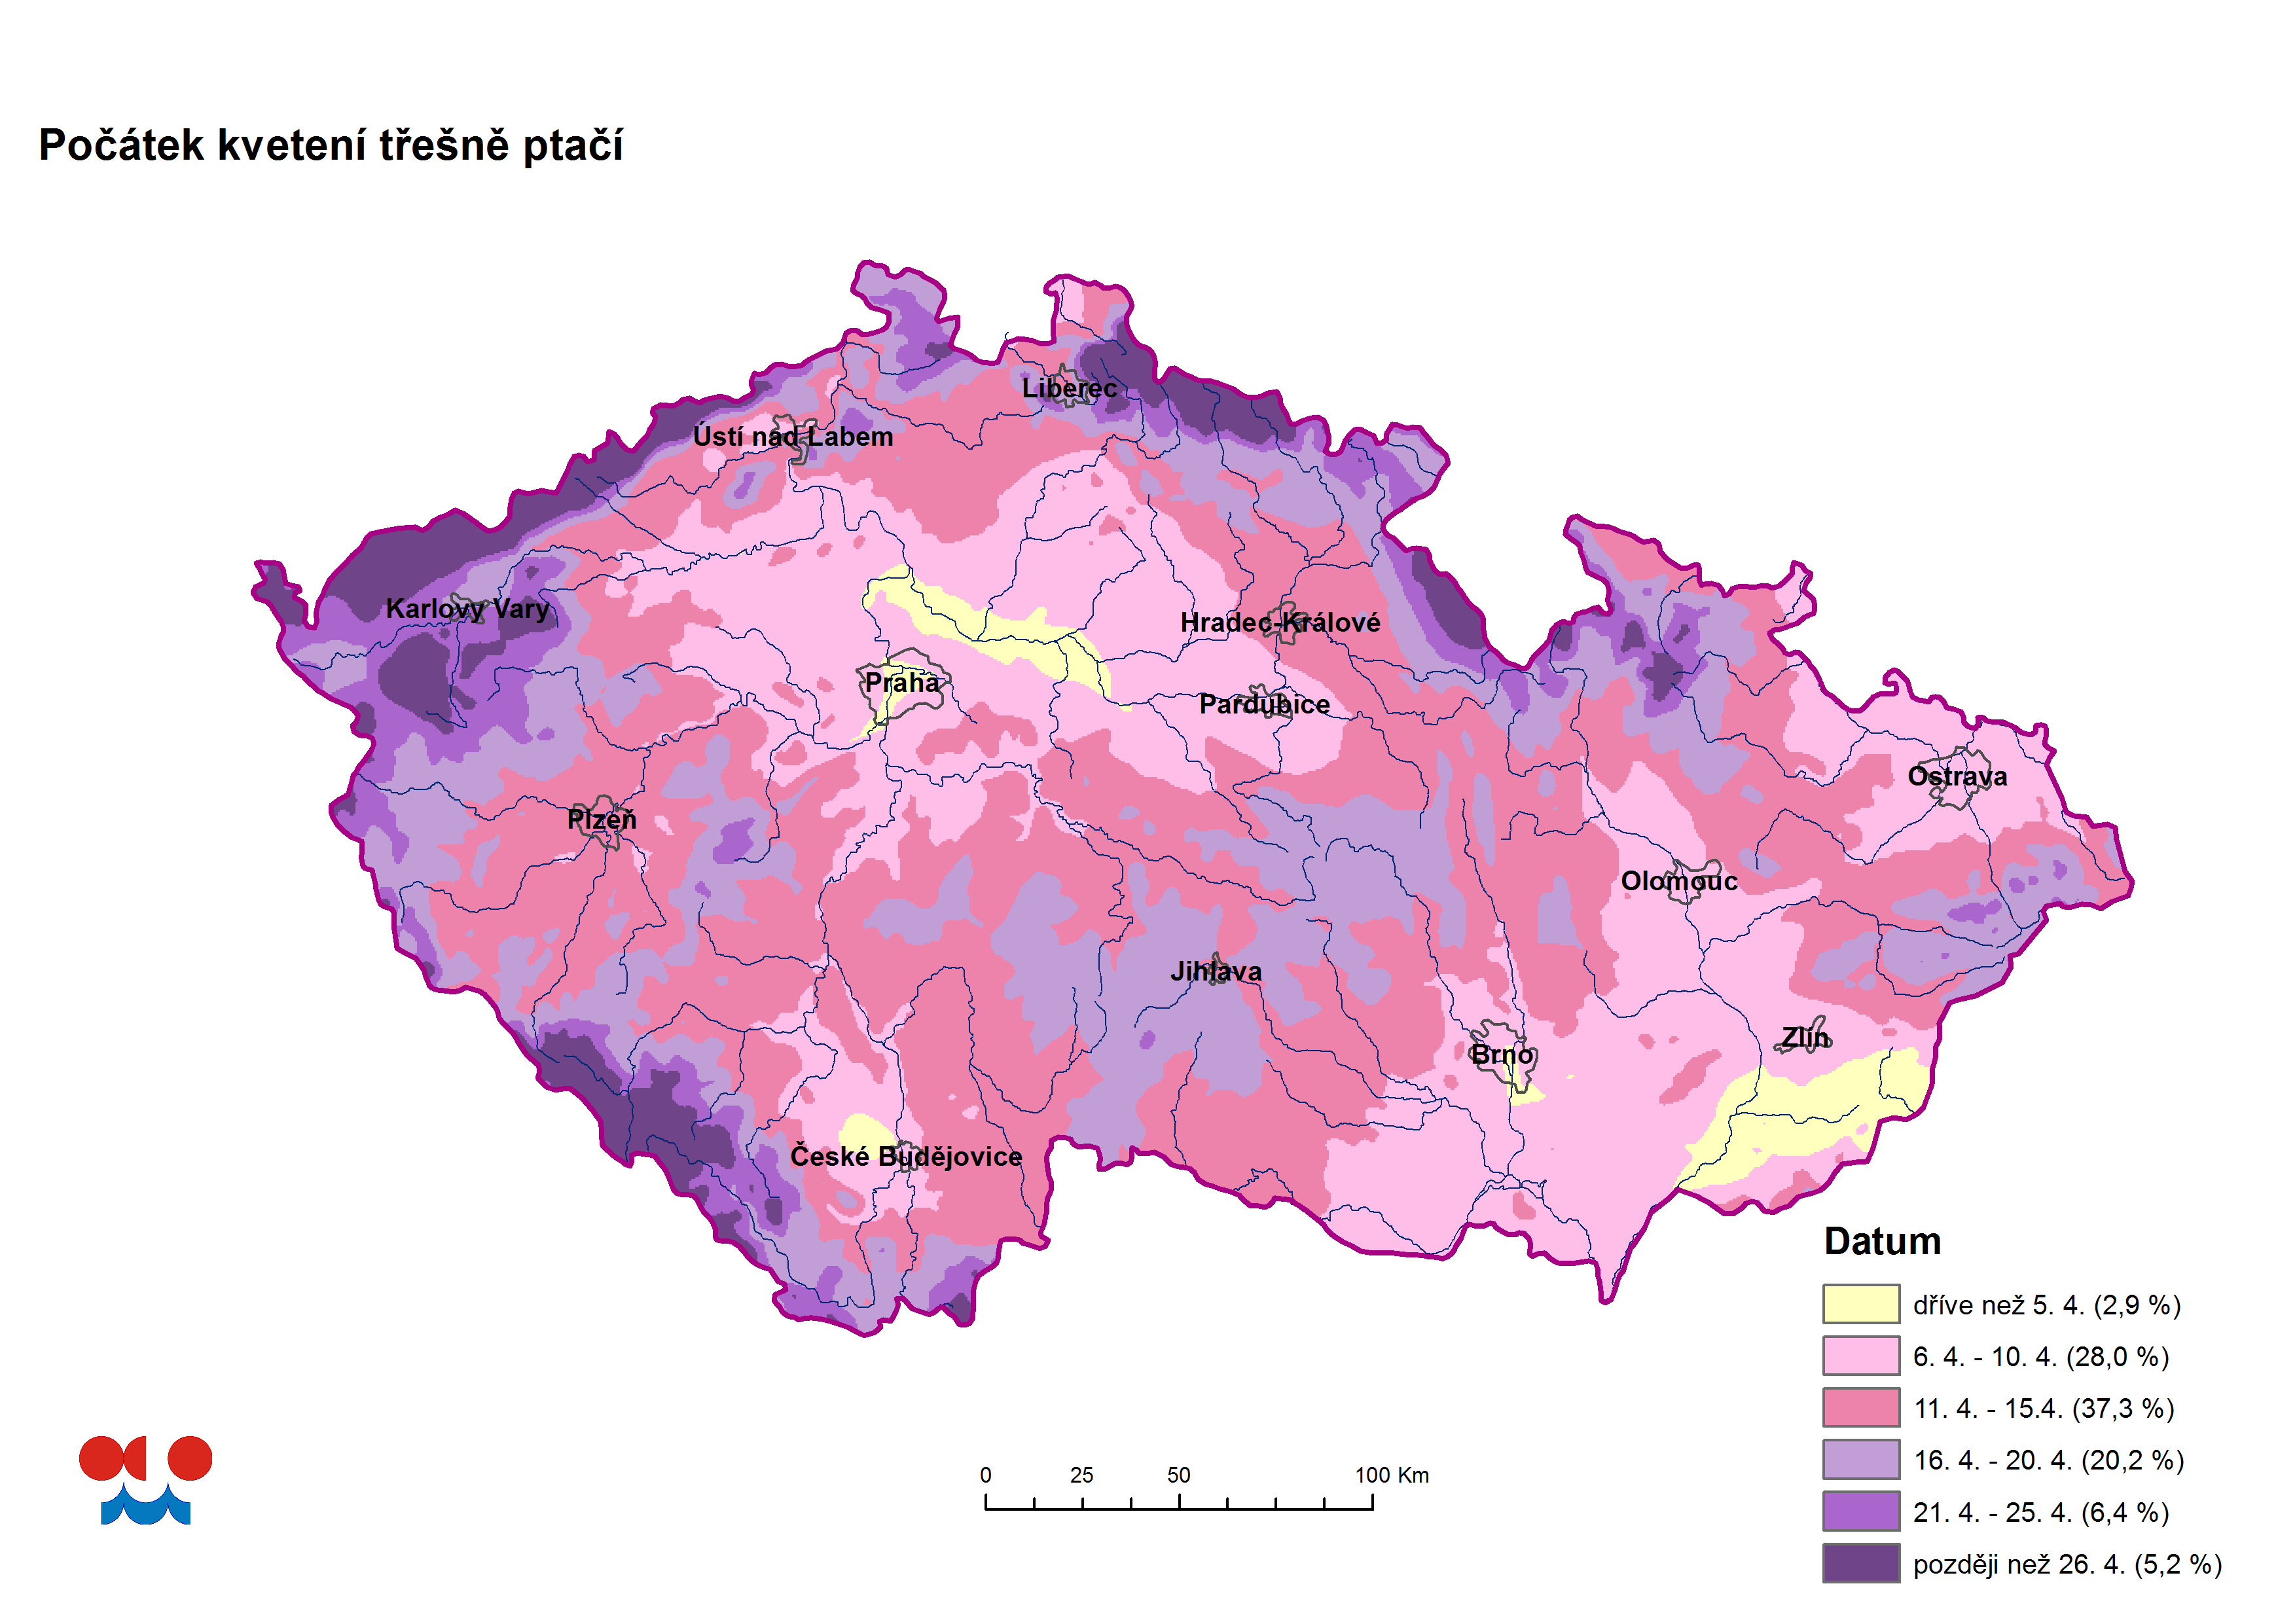 Počátek kvetení třešně ptačí
Liberec
Ústí nad Labem
Karlovy Vary
Hradec-Králové
Praha
Pardubice
Ostrava
Plzeň
Olomouc
Jihlava
Zlín
Brno
České Budějovice
Datum
dříve než 5. 4. (2,9 %)
6. 4. - 10. 4. (28,0 %)
11. 4. - 15.4. (37,3 %)
16. 4. - 20. 4. (20,2 %)
21. 4. - 25. 4. (6,4 %)
později než 26. 4. (5,2 %)
0 25 50 100 Km